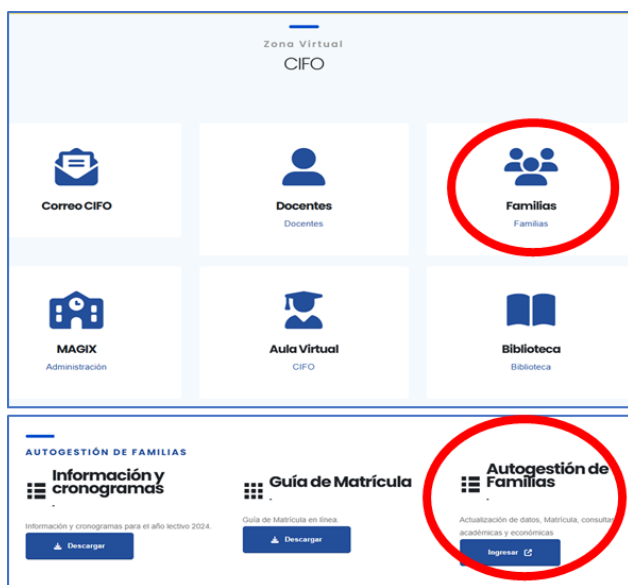 Zona Virtual
CIFO
Correo CIFO
Docentes
Docentes
Familias
Familias
MAGIX
Administración
Aula Virtual
CIFO
Biblioteca
Biblioteca
AUTOGESTIÓN DE FAMILIAS
Información y
cronogramas
Información y cronogramas para el año lectivo 2024.
Descargar
Guía de Matrícula
Guía de Matrícula en línea.
Descargar
Autogestión de
Familias
Actualización de datos, Matrícula, consultas
académicas y económicas
Ingresar